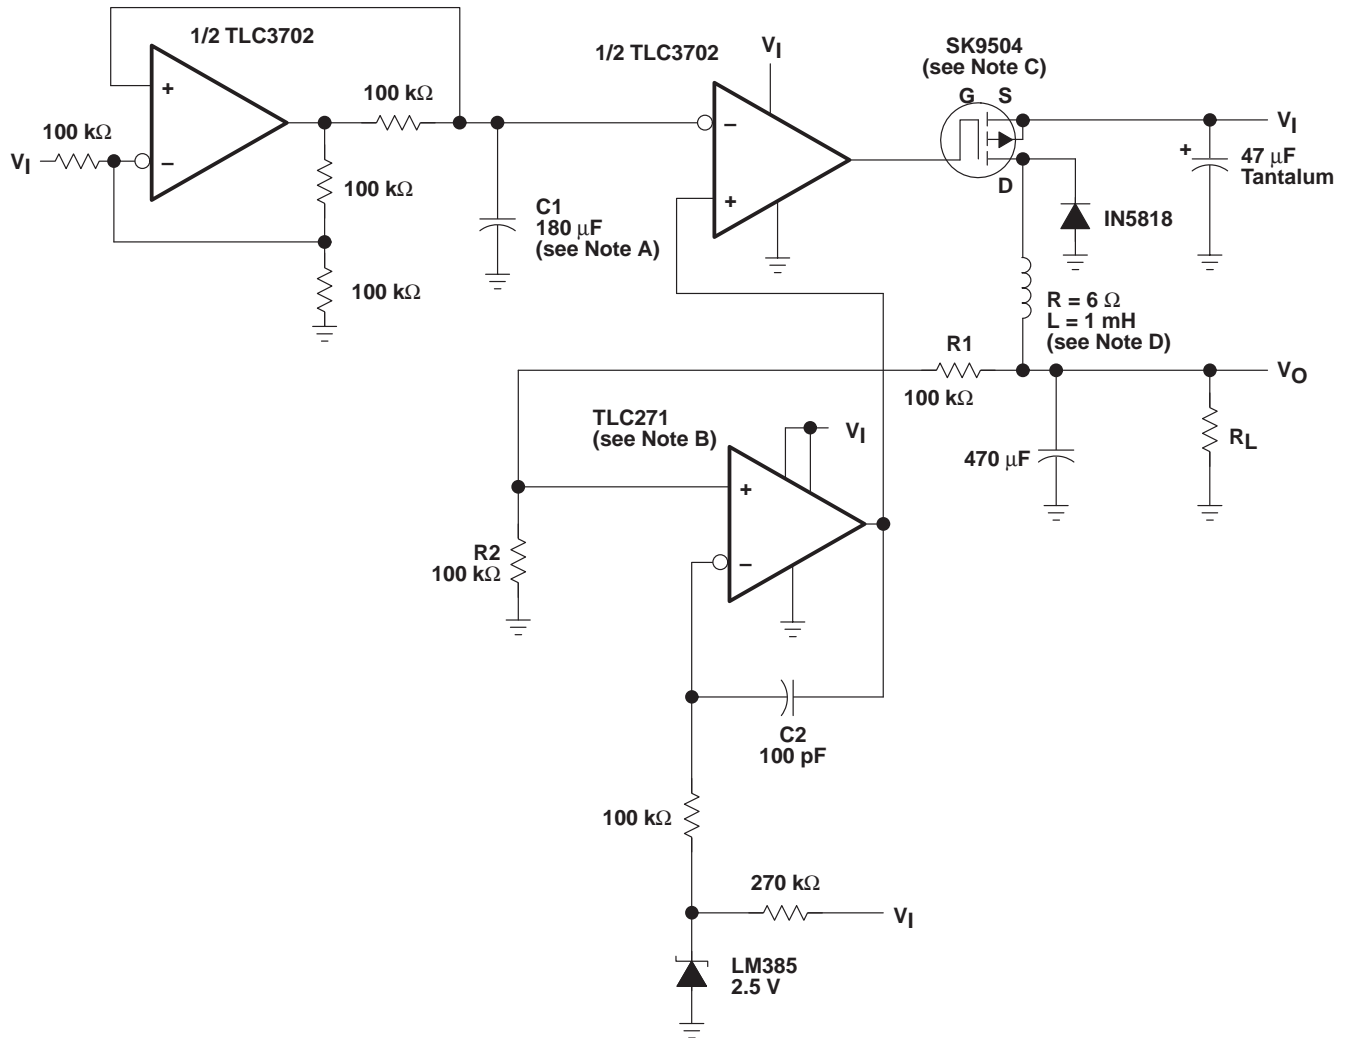 1/2 TLC3702
+
−
100 kΩ
VI
100 kΩ
100 kΩ
100 kΩ
C1
180 µF
(see Note A)
1/2 TLC3702
VI
−
+
SK9504
(see Note C)
G S
D
VI
+
47 µF
Tantalum
IN5818
R = 6 Ω
L = 1 mH
(see Note D)
R1
100 kΩ
VO
470 µF
RL
TLC271
(see Note B)
VI
+
−
R2
100 kΩ
C2
100 pF
100 kΩ
270 kΩ
VI
LM385
2.5 V